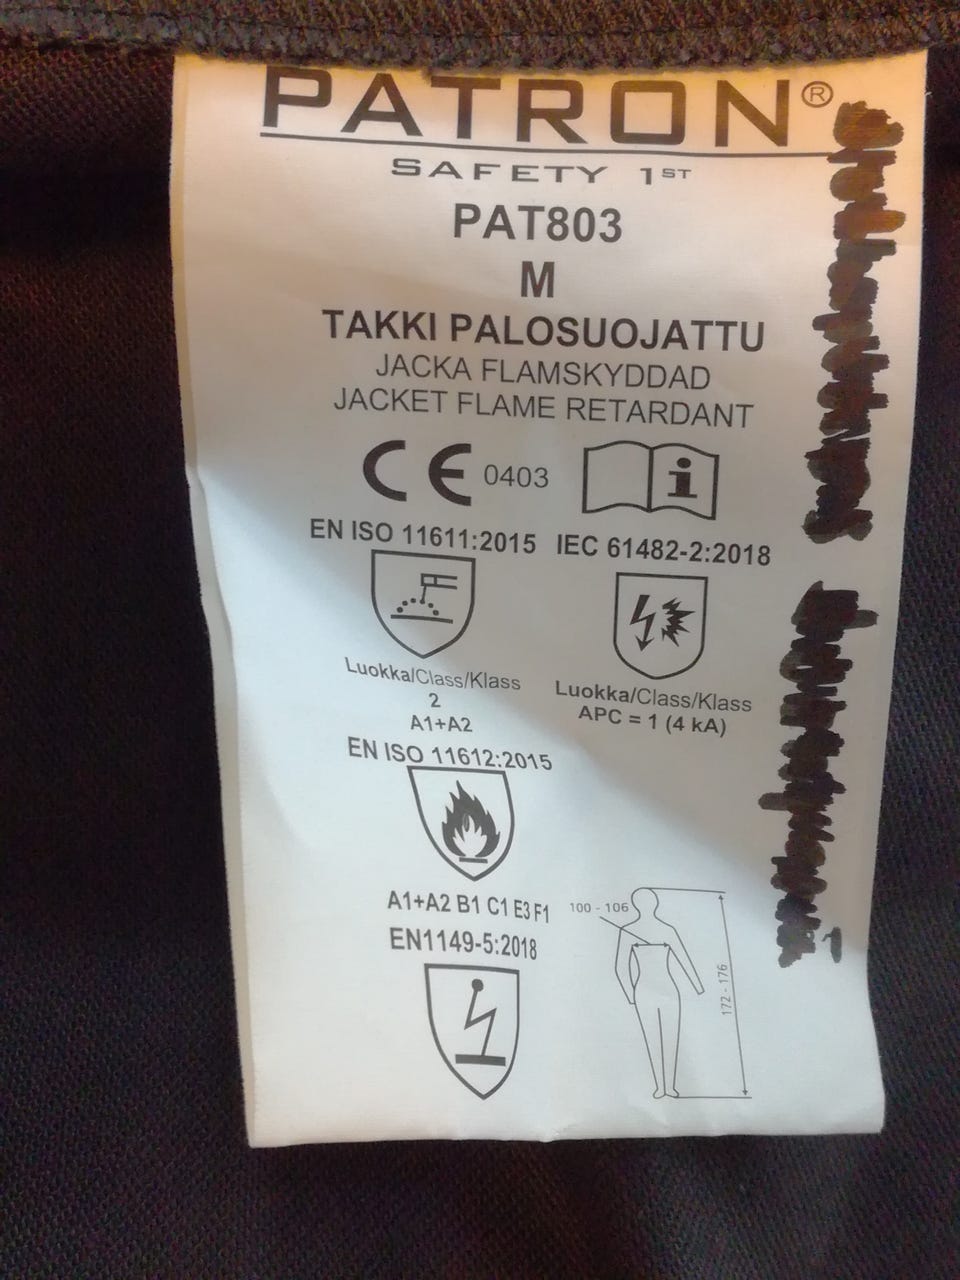 PATRON®
SAFETY 1ST
PAT803
M
TAKKI PALOSUOJATTU
JACKA FLAMSKYDDAD
JACKET FLAME RETARDANT
CE 0403 i
EN ISO 11611:2015 IEC 61482-2:2018
Luokka/Class/Klass
2
A1+A2
Luokka/Class/Klass
APC = 1 (4 kA)
EN ISO 11612:2015
A1+A2 B1 C1 E3 F1
EN1149-5:2018
100 - 106
172 - 176